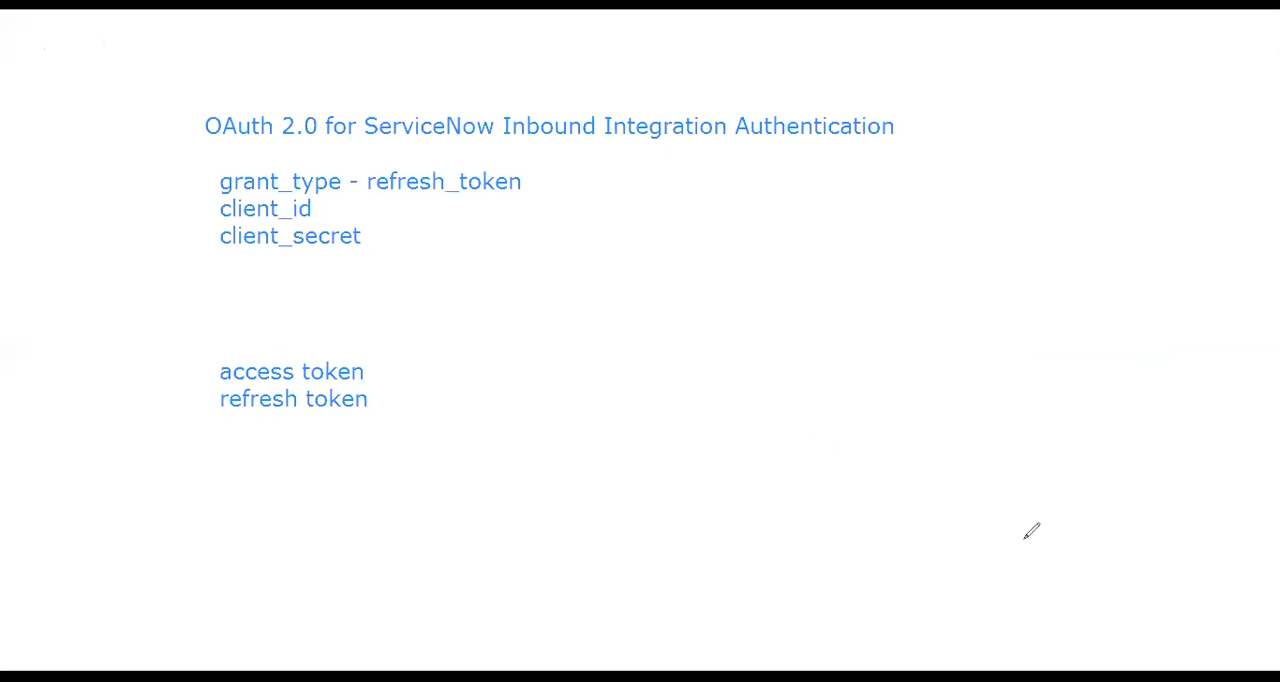 OAuth 2.0 for ServiceNow Inbound Integration Authentication
grant_type - refresh_token
client_id
client_secret
access token
refresh token